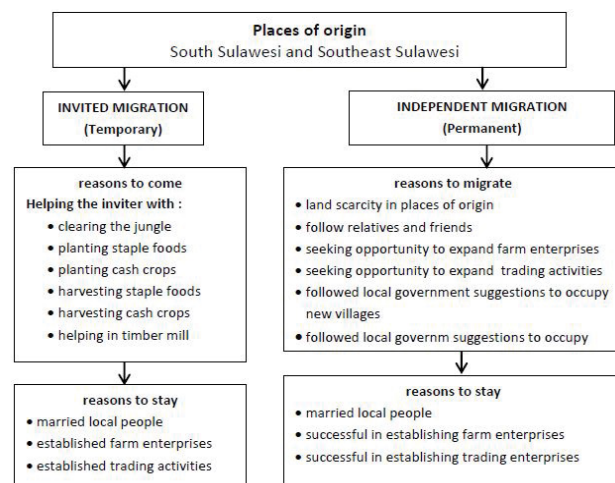 Places of origin
South Sulawesi and Southeast Sulawesi
INVITED MIGRATION
(Temporary)
INDEPENDENT MIGRATION
(Permanent)
reasons to come
Helping the inviter with :
• clearing the jungle
• planting staple foods
• planting cash crops
• harvesting staple foods
• harvesting cash crops
• helping in timber mill
reasons to migrate
• land scarcity in places of origin
• follow relatives and friends
• seeking opportunity to expand farm enterprises
• seeking opportunity to expand trading activities
• followed local government suggestions to occupy
new villages
• followed local governm suggestions to occupy
reasons to stay
• married local people
• established farm enterprises
• established trading activities
reasons to stay
• married local people
• successful in establishing farm enterprises
• successful in establishing trading enterprises